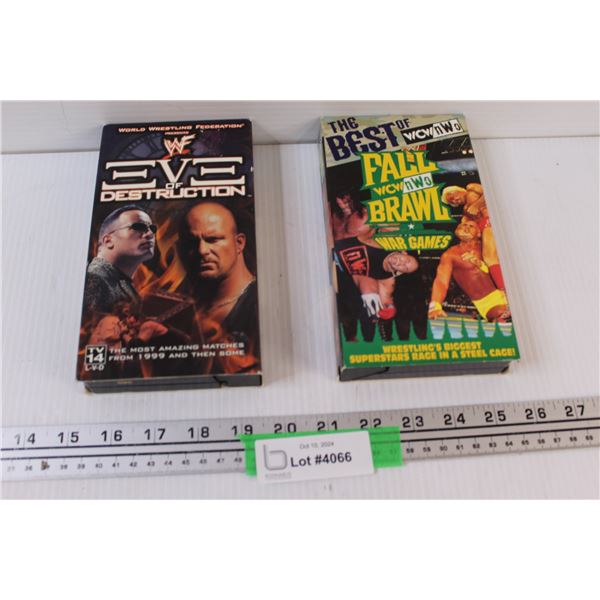 WORLD WRESTLING FEDERATION
PRESENTS
WF
EVE
OF
DESTRUCTION
TV
14
L-V-D
THE MOST AMAZING MATCHES
FROM 1999 AND THEN SOME
THE
BEST OF
WCW nWo
FALL
WCW nWo
BRAWL
WAR GAMES
WRESTLING'S BIGGEST
SUPERSTARS RAGE IN A STEEL CAGE!
14 15 16 17 18 19 20 21 22 23 24 25 26 27
Oct 10, 2024
Lot #4066